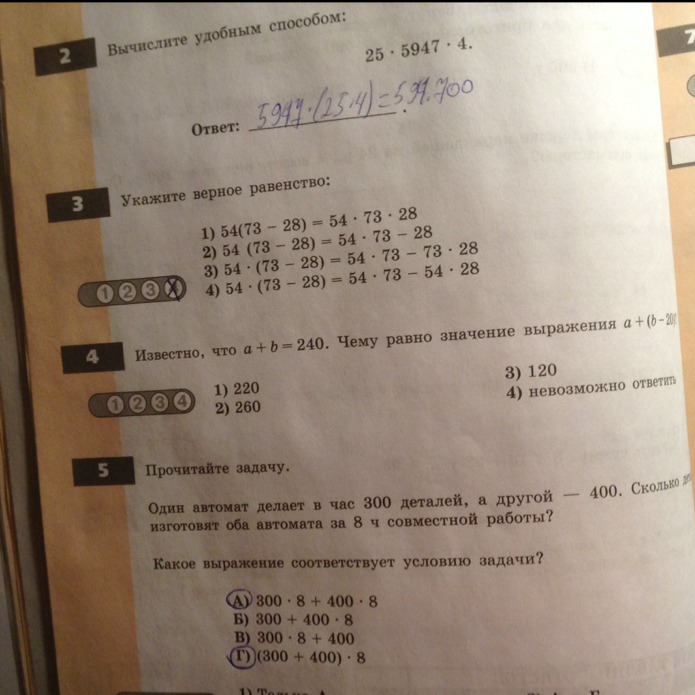 2 Вычислите удобным способом:
25 · 5947 · 4.
Ответ: 5947·(25·4)=594.700.
3 Укажите верное равенство:
1) 54(73 − 28) = 54 · 73 · 28
2) 54 (73 − 28) = 54 · 73 − 28
3) 54 · (73 − 28) = 54 · 73 − 73 · 28
4) 54 · (73 − 28) = 54 · 73 − 54 · 28
1 2 3
4 Известно, что a + b = 240. Чему равно значение выражения a + (b − 20)
1) 220
2) 260
3) 120
4) невозможно ответить
1 2 3 4
5 Прочитайте задачу.
Один автомат делает в час 300 деталей, а другой — 400. Сколько
изготовят оба автомата за 8 ч совместной работы?
Какое выражение соответствует условию задачи?
А) 300 · 8 + 400 · 8
Б) 300 + 400 · 8
В) 300 · 8 + 400
Г) (300 + 400) · 8
7